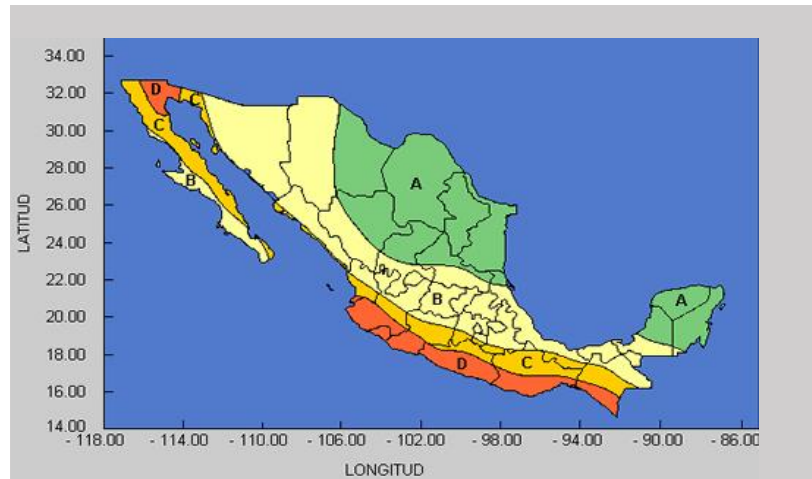 34.00
32.00
30.00
28.00
26.00
24.00
22.00
20.00
18.00
16.00
14.00
LATITUD
D
C
C
B
A
B
A
C
D
- 118.00 - 114.00 - 110.00 - 106.00 - 102.00 - 98.00 - 94.00 - 90.00 - 86.00
LONGITUD